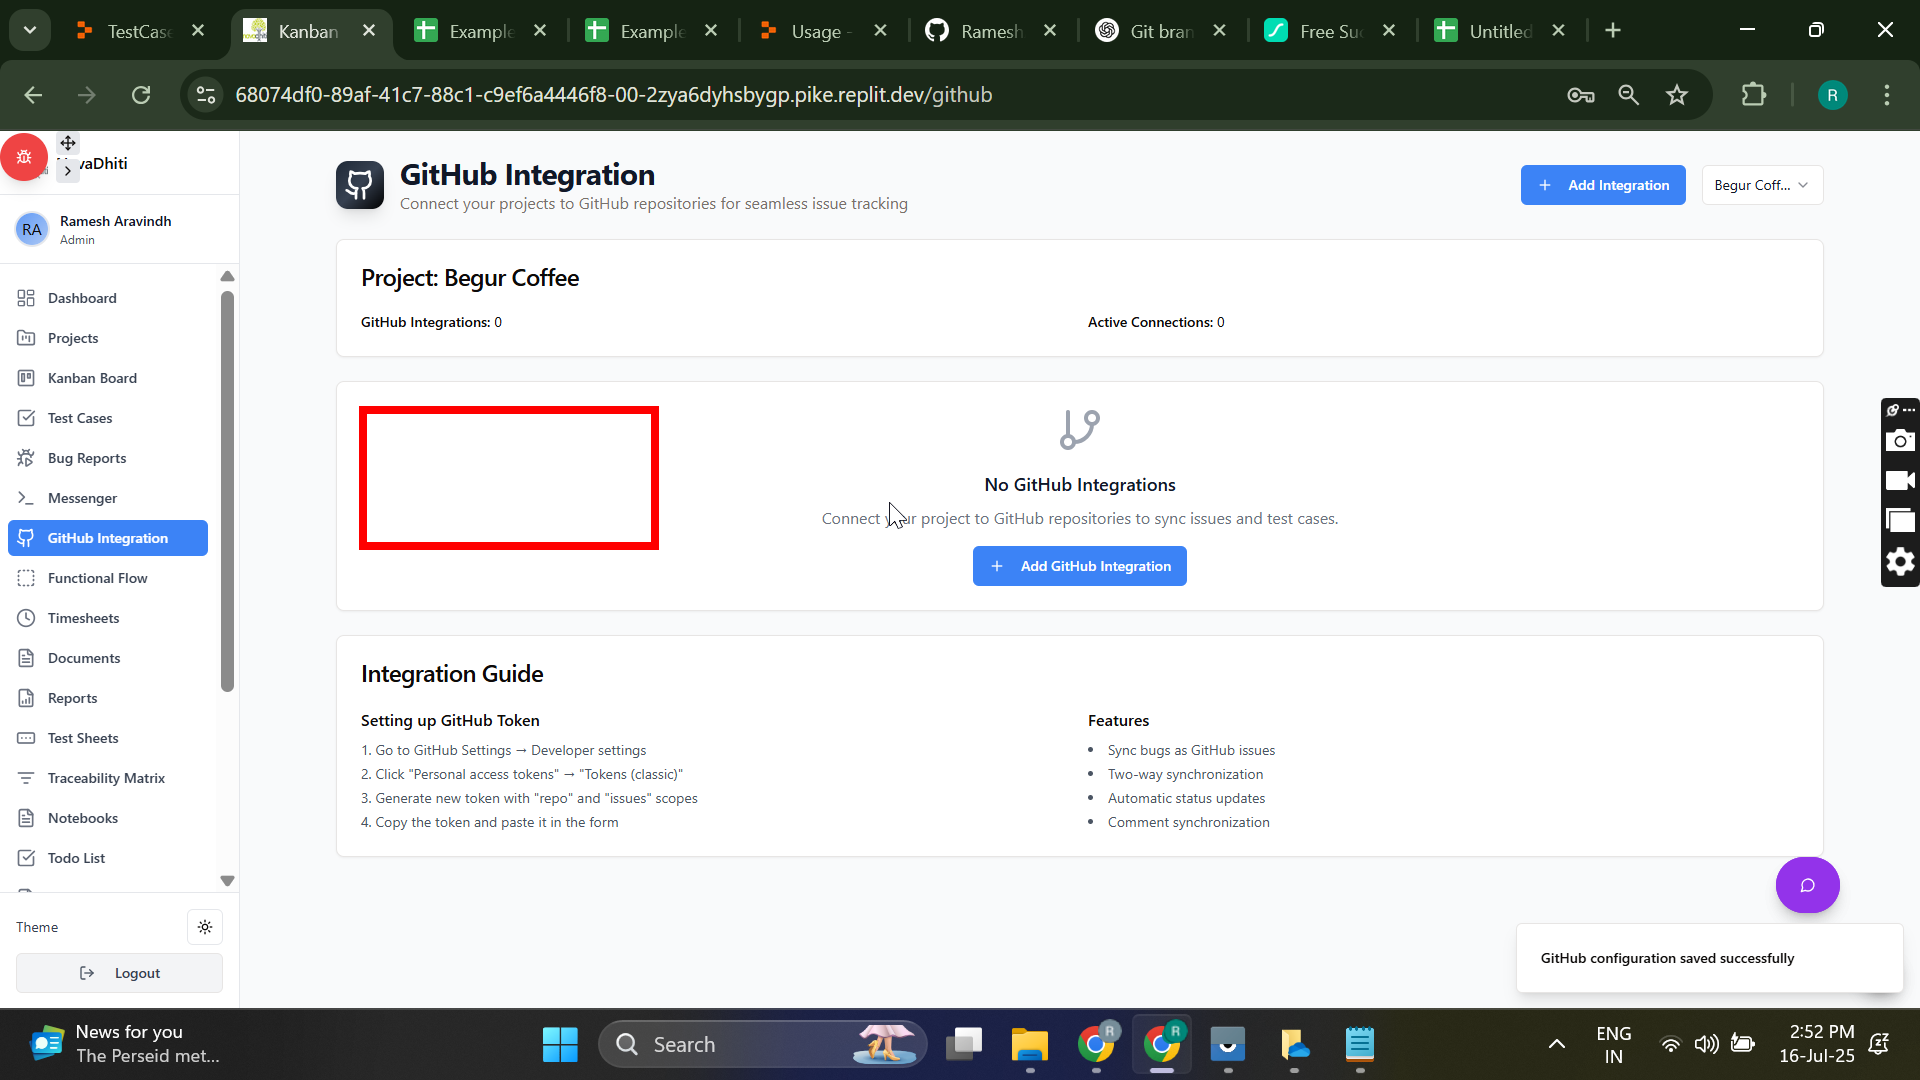 TestCase
Kanban
Example
Example
Usage -
Ramesh
Git bran
Free Su
Untitled
68074df0-89af-41c7-88c1-c9ef6a4446f8-00-2zya6dyhsbygp.pike.replit.dev/github
R
vaDhiti
RA
Ramesh Aravindh
Admin
Dashboard
Projects
Kanban Board
Test Cases
Bug Reports
Messenger
GitHub Integration
Functional Flow
Timesheets
Documents
Reports
Test Sheets
Traceability Matrix
Notebooks
Todo List
Theme
Logout
GitHub Integration
Connect your projects to GitHub repositories for seamless issue tracking
Add Integration
Begur Coff...
Project: Begur Coffee
GitHub Integrations: 0
Active Connections: 0
No GitHub Integrations
Connect your project to GitHub repositories to sync issues and test cases.
Add GitHub Integration
Integration Guide
Setting up GitHub Token
1. Go to GitHub Settings → Developer settings
2. Click "Personal access tokens" → "Tokens (classic)"
3. Generate new token with "repo" and "issues" scopes
4. Copy the token and paste it in the form
Features
• Sync bugs as GitHub issues
• Two-way synchronization
• Automatic status updates
• Comment synchronization
GitHub configuration saved successfully
News for you
The Perseid met...
Search
R
R
ENG
IN
2:52 PM
16-Jul-25